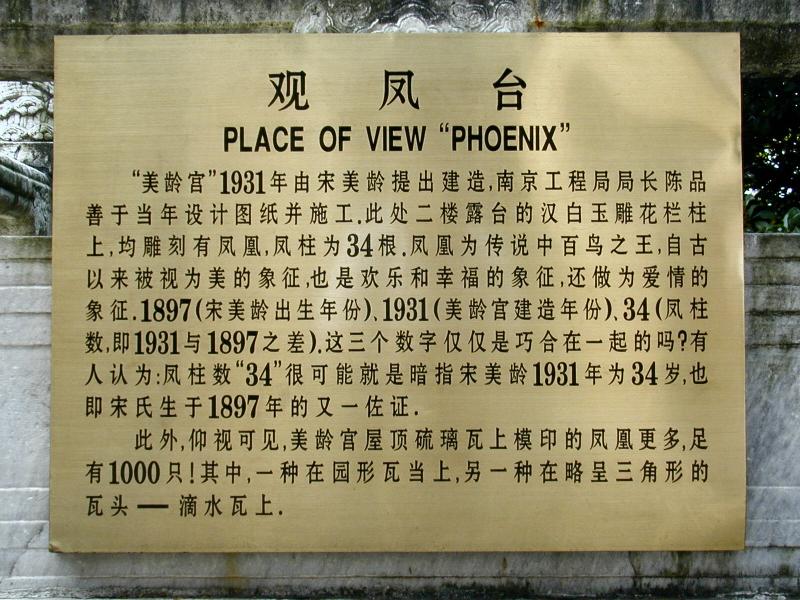 观凤台
PLACE OF VIEW “PHOENIX”
“美龄宫”1931年由宋美龄提出建造,南京工程局局长陈品
善于当年设计图纸并施工.此处二楼露台的汉白玉雕花栏柱
上,均雕刻有凤凰,凤柱为34根.凤凰为传说中百鸟之王,自古
以来被视为美的象征,也是欢乐和幸福的象征,还做为爱情的
象征.1897(宋美龄出生年份)、1931(美龄宫建造年份)、34(凤柱
数,即1931与1897之差).这三个数字仅仅是巧合在一起的吗?有
人认为:凤柱数“34”很可能就是暗指宋美龄1931年为34岁,也
即宋氏生于1897年的又一佐证.
此外,仰视可见,美龄宫屋顶硫璃瓦上模印的凤凰更多,足
有1000只!其中,一种在园形瓦当上,另一种在略呈三角形的
瓦头——滴水瓦上.